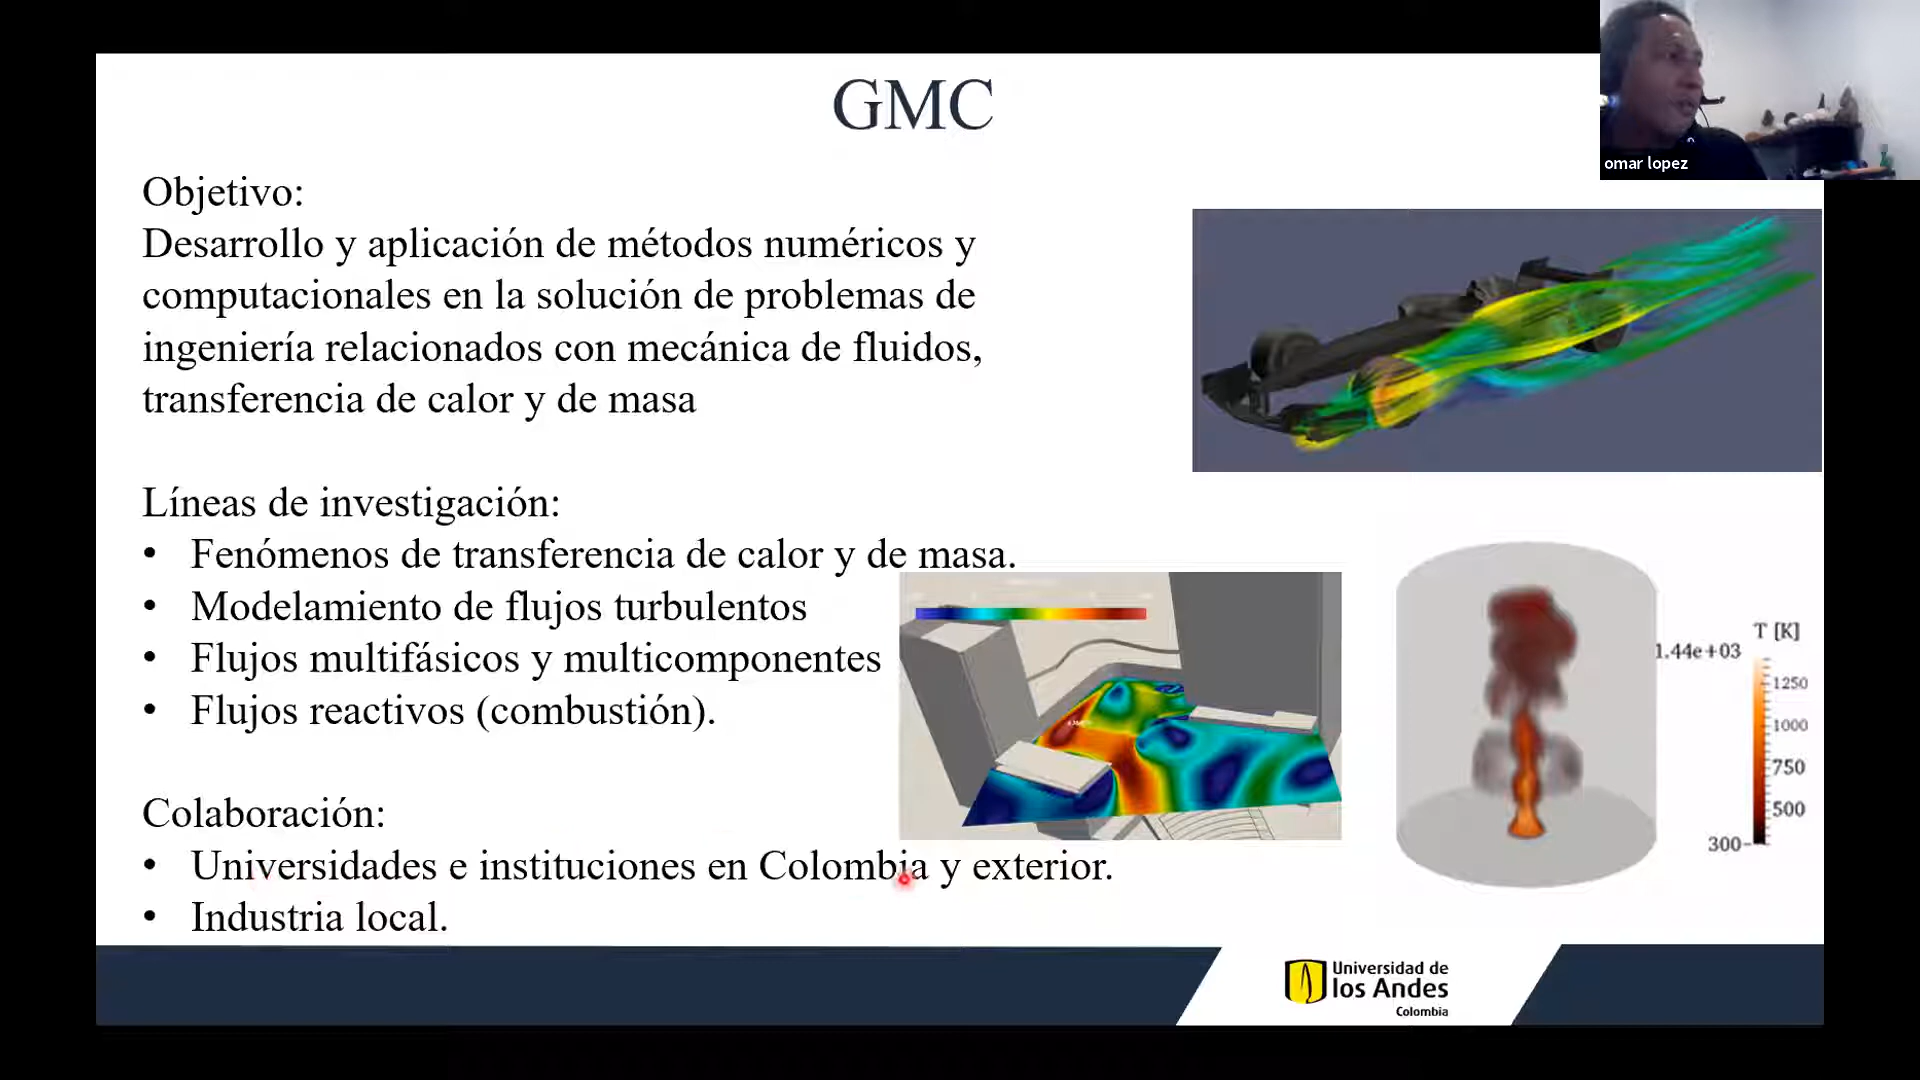 GMC
omar lopez
Objetivo:
Desarrollo y aplicación de métodos numéricos y
computacionales en la solución de problemas de
ingeniería relacionados con mecánica de fluidos,
transferencia de calor y de masa
Líneas de investigación:
• Fenómenos de transferencia de calor y de masa.
• Modelamiento de flujos turbulentos
• Flujos multifásicos y multicomponentes
• Flujos reactivos (combustión).
T [K]
1.44e+03
1250
1000
750
500
300
Colaboración:
• Universidades e instituciones en Colombia y exterior.
• Industria local.
Universidad de
los Andes
Colombia